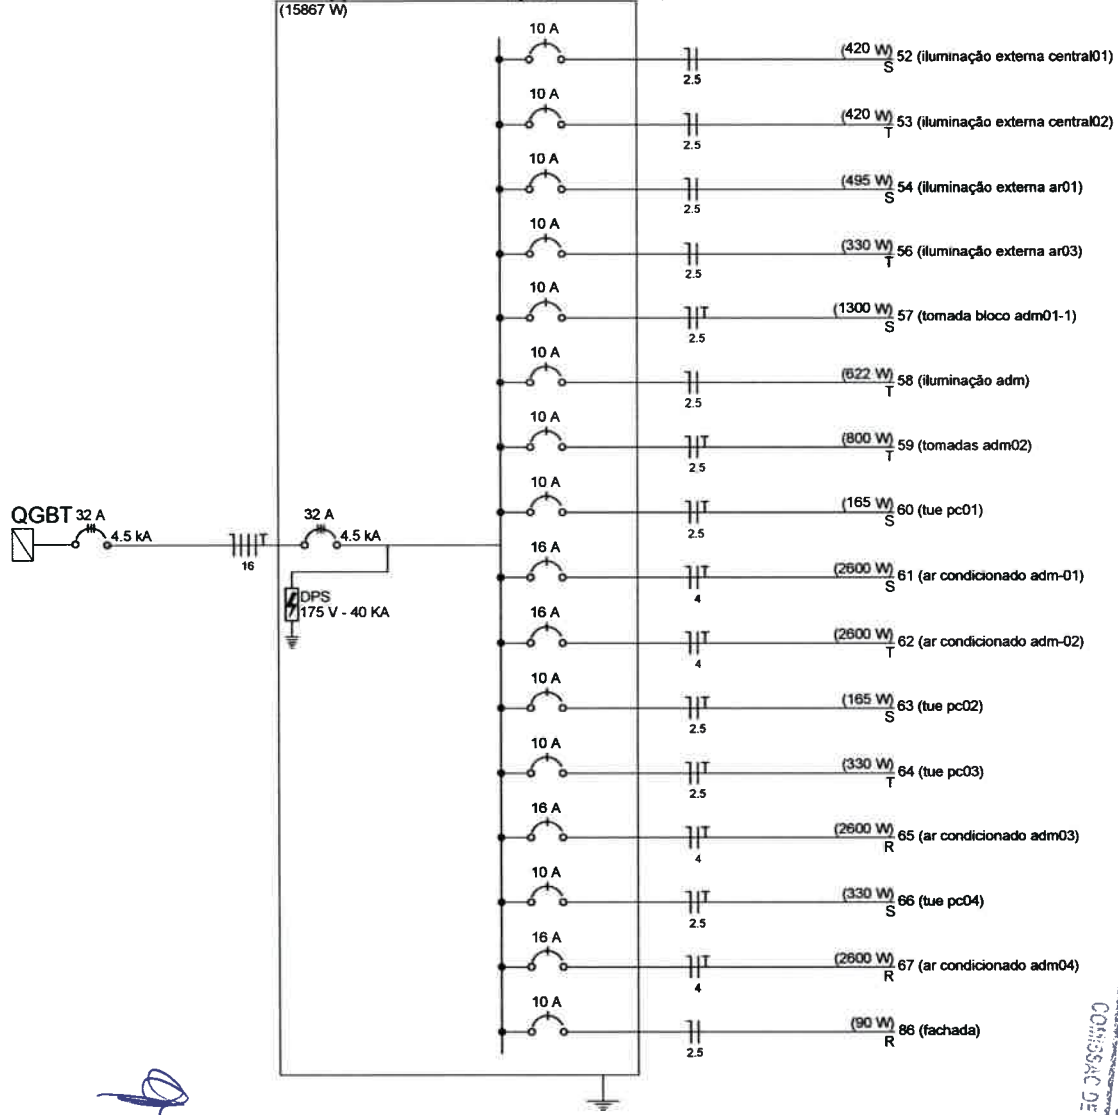 (15867 W)
10 A
2.5
(420 W)
S
52 (iluminação externa central01)
10 A
2.5
(420 W)
T
53 (iluminação externa central02)
10 A
2.5
(495 W)
S
54 (iluminação externa ar01)
10 A
2.5
(330 W)
T
56 (iluminação externa ar03)
10 A
T
2.5
(1300 W)
S
57 (tomada bloco adm01-1)
10 A
2.5
(622 W)
T
58 (iluminação adm)
10 A
T
2.5
(800 W)
T
59 (tomadas adm02)
10 A
T
2.5
(165 W)
S
60 (tue pc01)
QGBT
32 A
4.5 kA
T
16
32 A
4.5 kA
DPS
175 V - 40 KA
16 A
T
4
(2600 W)
S
61 (ar condicionado adm-01)
16 A
T
4
(2600 W)
T
62 (ar condicionado adm-02)
10 A
T
2.5
(165 W)
S
63 (tue pc02)
10 A
T
2.5
(330 W)
T
64 (tue pc03)
16 A
T
4
(2600 W)
R
65 (ar condicionado adm03)
10 A
T
2.5
(330 W)
S
66 (tue pc04)
16 A
T
4
(2600 W)
R
67 (ar condicionado adm04)
10 A
2.5
(90 W)
R
86 (fachada)
COMISSÃO DE